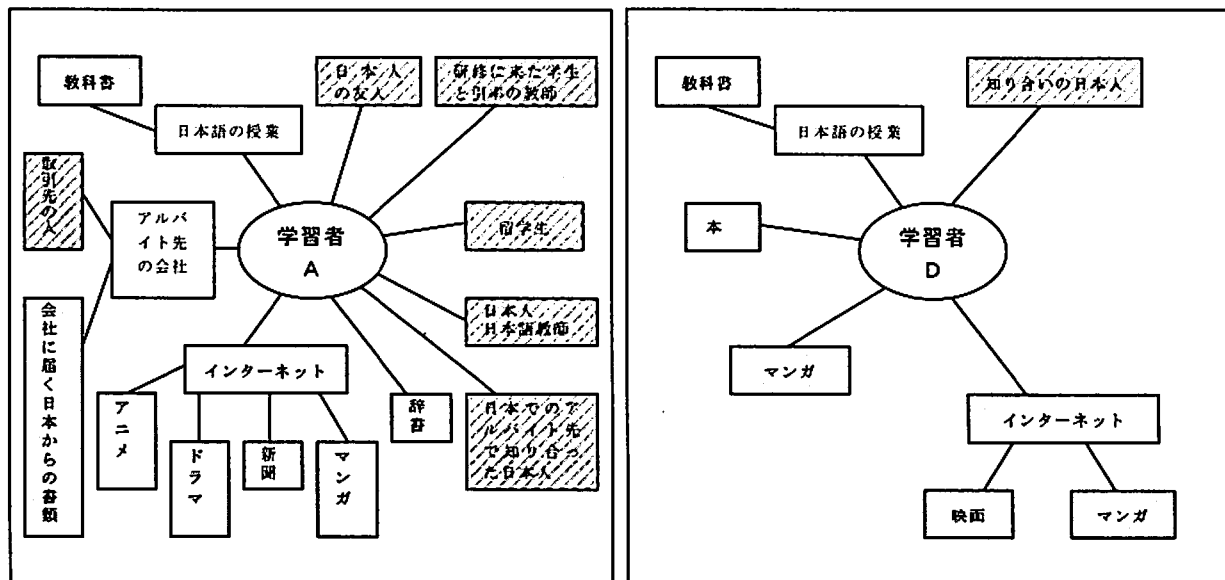 教科書
日本人
の友人
研修に来た学生
と引率の教師
日本語の授業
取引先の人
アルバ
イト先
の会社
学習者
A
留学生
会社に届く日本からの書類
日本人
日本語教師
インターネット
アニメ
ドラマ
新聞
マンガ
辞書
日本でのア
ルバイト先
で知り合っ
た日本人
教科書
知り合いの日本人
日本語の授業
本
学習者
D
マンガ
インターネット
映画
マンガ